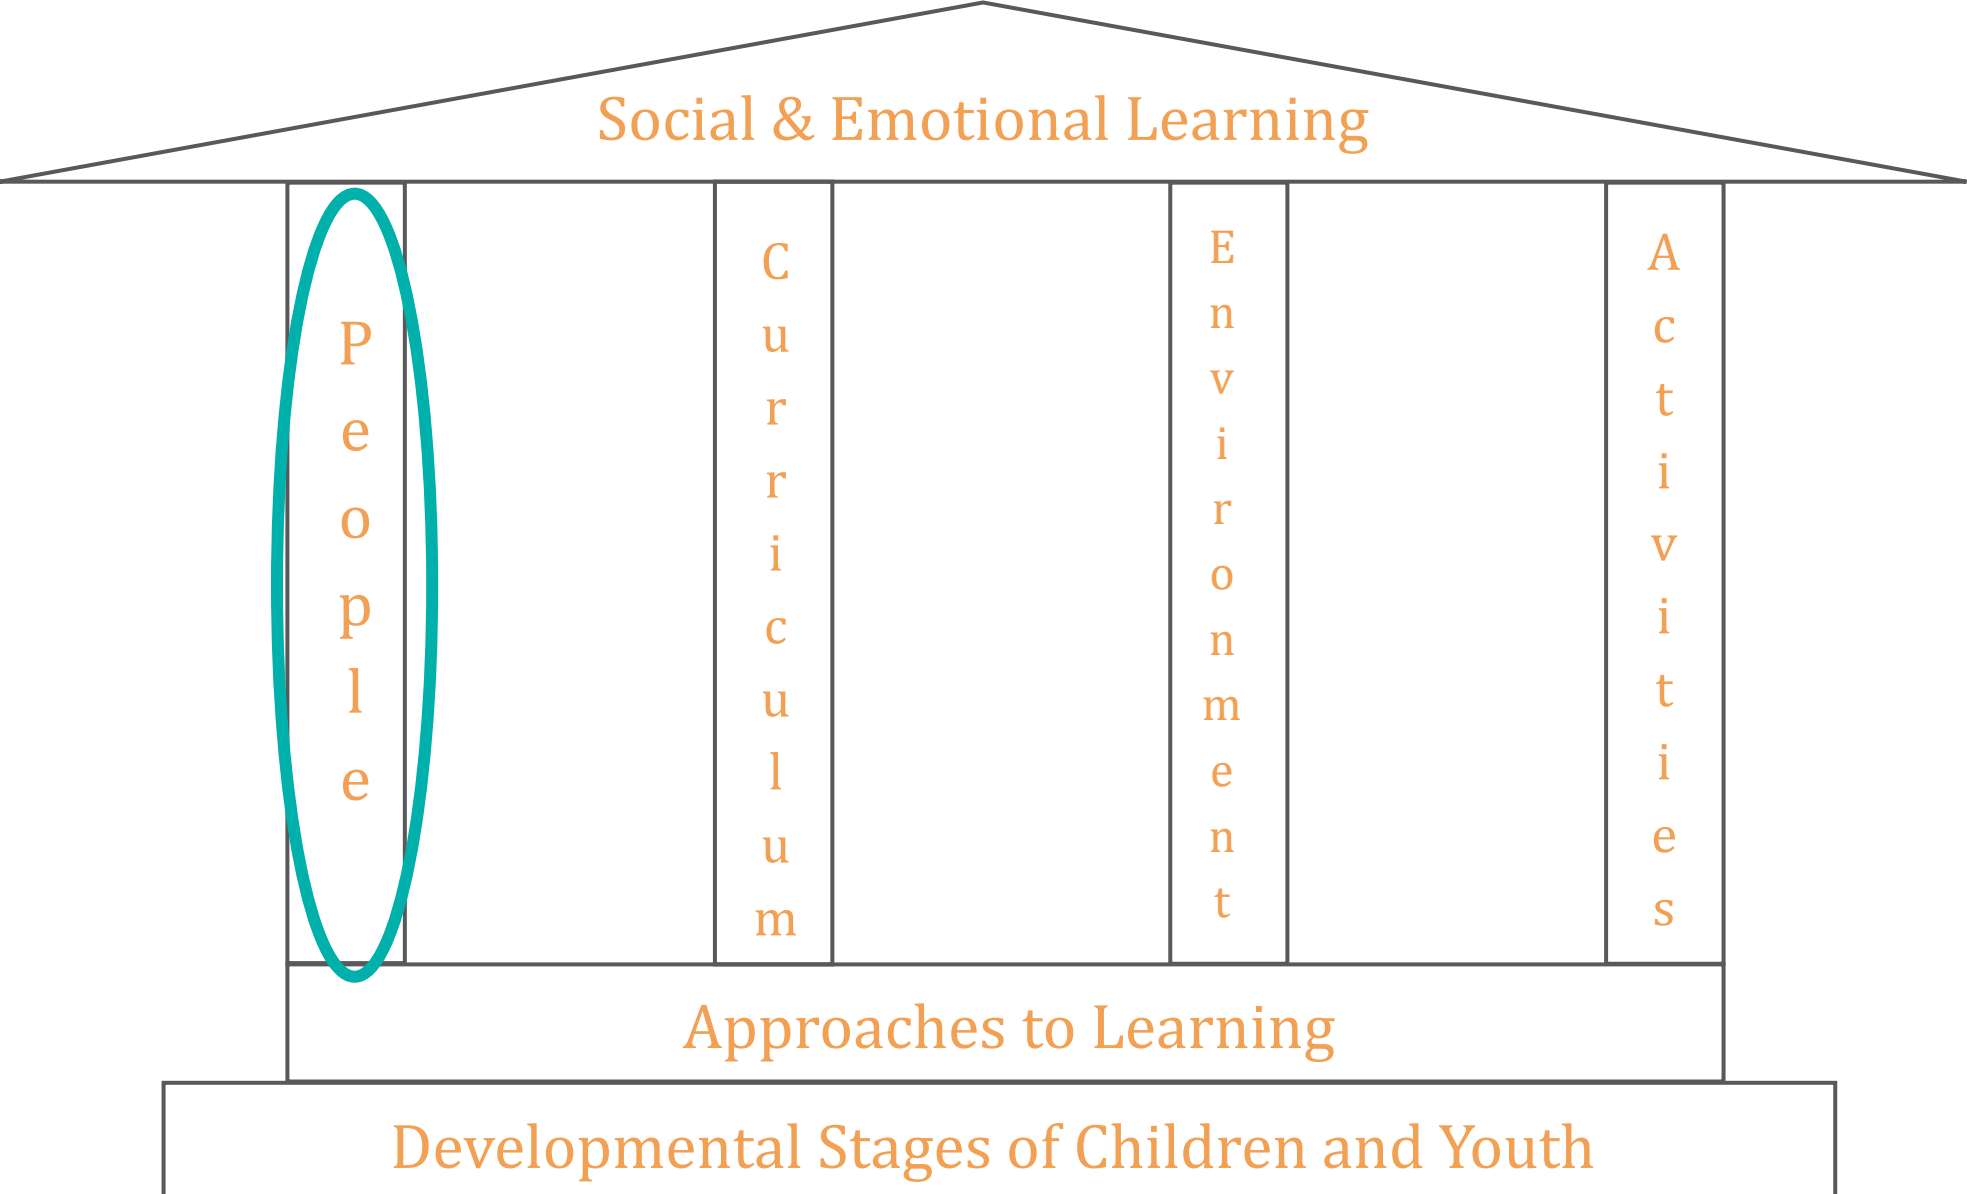 Social & Emotional Learning
People
Curriculum
Environment
Activities
Approaches to Learning
Developmental Stages of Children and Youth